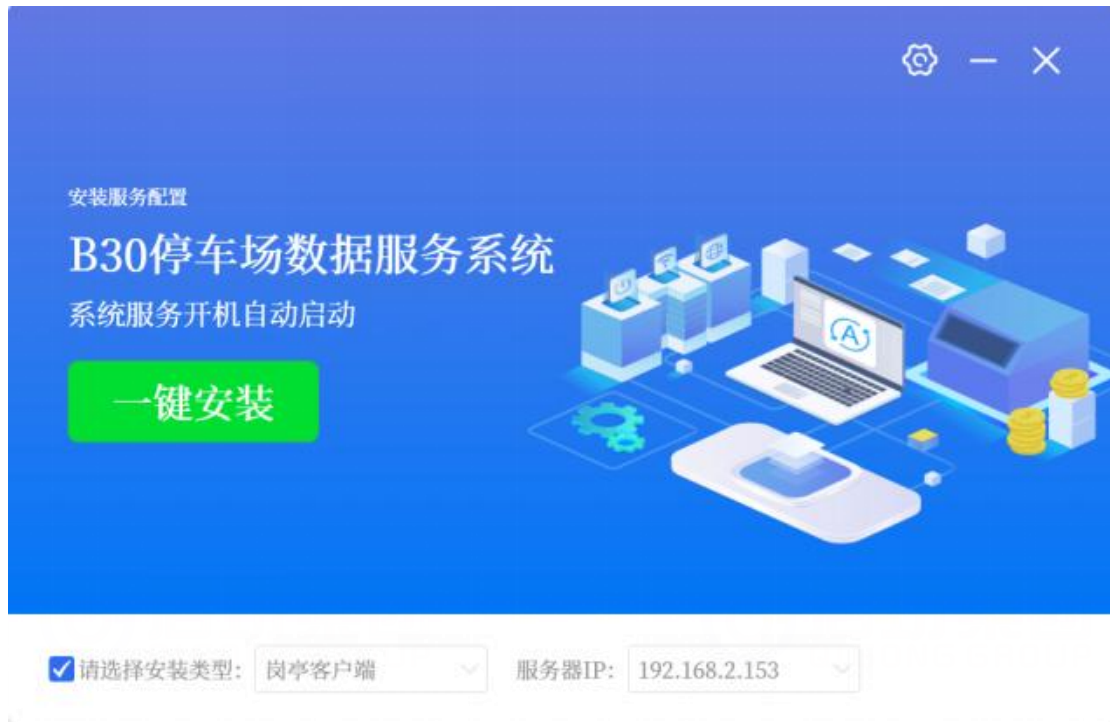 安装服务配置
B30停车场数据服务系统
系统服务开机自动启动
一键安装
A
请选择安装类型: 岗亭客户端 服务器IP: 192.168.2.153